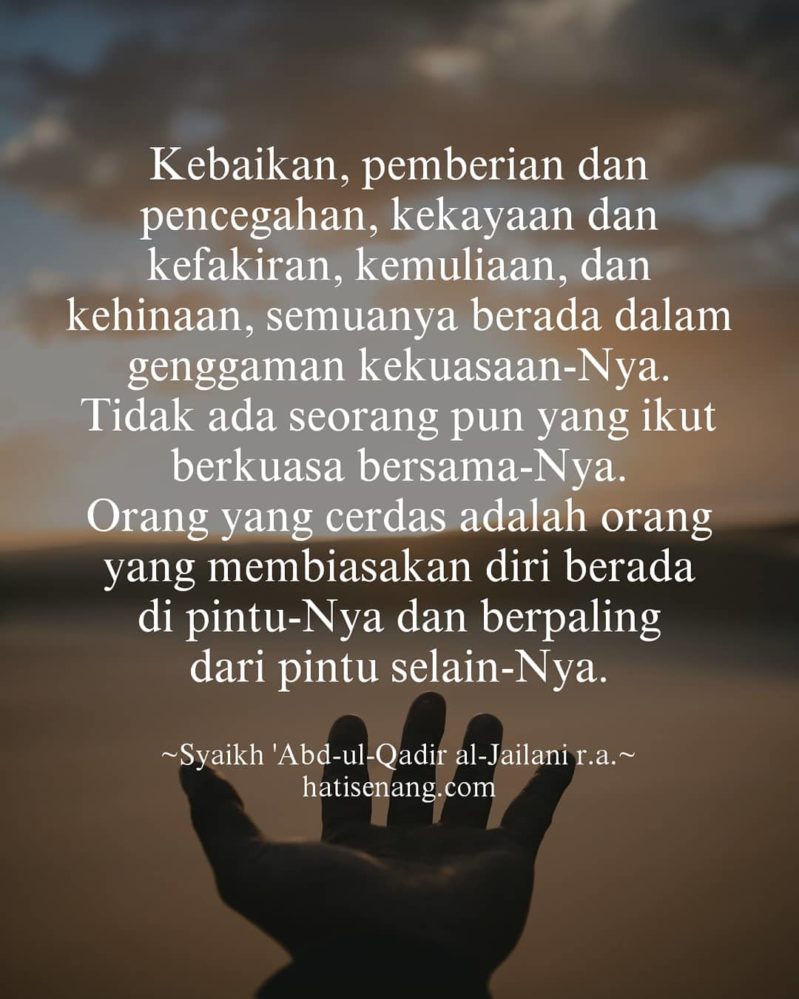 Kebaikan, pemberian dan
pencegahan, kekayaan dan
kefakiran, kemuliaan, dan
kehinaan, semuanya berada dalam
genggaman kekuasaan-Nya.
Tidak ada seorang pun yang ikut
berkuasa bersama-Nya.
Orang yang cerdas adalah orang
yang membiasakan diri berada
di pintu-Nya dan berpaling
dari pintu selain-Nya.
~Syaikh 'Abd-ul-Qadir al-Jailani r.a.~
hatisenang.com